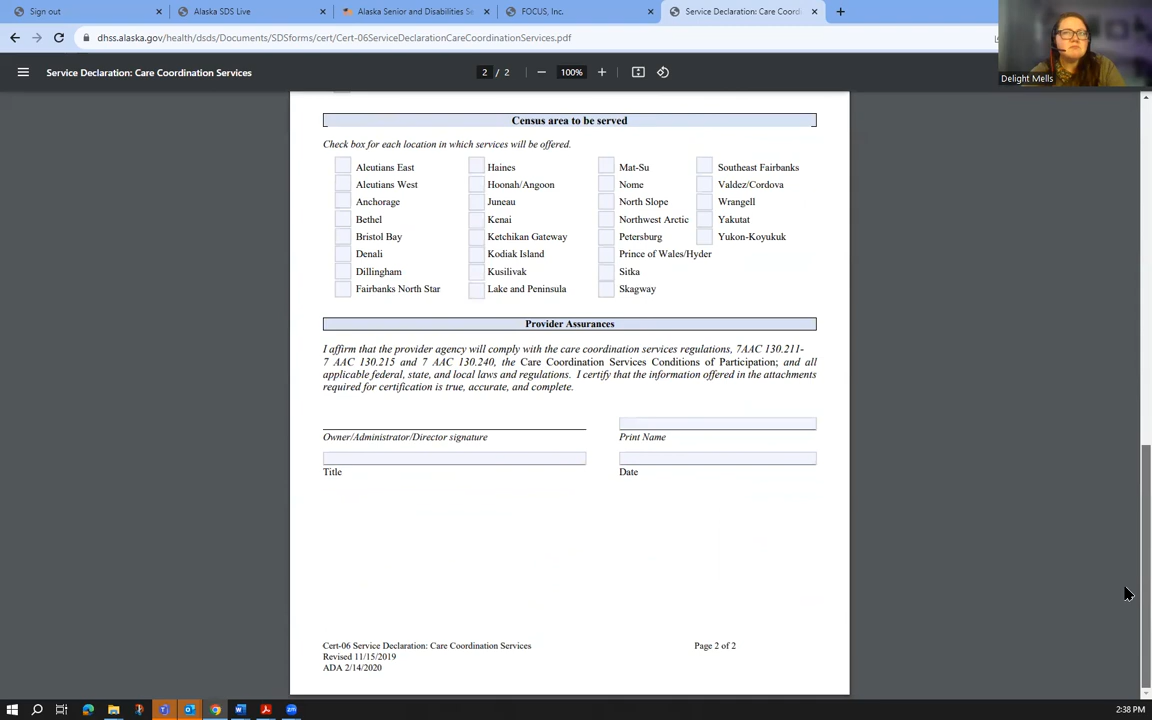 Sign out
Alaska SDS Live
Alaska Senior and Disabilities Se
FOCUS, Inc.
Service Declaration: Care Coordi
dhss.alaska.gov/health/dsds/Documents/SDSforms/cert/Cert-06ServiceDeclarationCareCoordinationServices.pdf
Delight Mells
Service Declaration: Care Coordination Services
2 / 2
100%
Census area to be served
Check box for each location in which services will be offered.
Aleutians East Haines Mat-Su Southeast Fairbanks
Aleutians West Hoonah/Angoon Nome Valdez/Cordova
Anchorage Juneau North Slope Wrangell
Bethel Kenai Northwest Arctic Yakutat
Bristol Bay Ketchikan Gateway Petersburg Yukon-Koyukuk
Denali Kodiak Island Prince of Wales/Hyder
Dillingham Kusilivak Sitka
Fairbanks North Star Lake and Peninsula Skagway
Provider Assurances
I affirm that the provider agency will comply with the care coordination services regulations, 7AAC 130.211-
7 AAC 130.215 and 7 AAC 130.240, the Care Coordination Services Conditions of Participation; and all
applicable federal, state, and local laws and regulations. I certify that the information offered in the attachments
required for certification is true, accurate, and complete.
Owner/Administrator/Director signature Print Name
Title Date
Cert-06 Service Declaration: Care Coordination Services Page 2 of 2
Revised 11/15/2019
ADA 2/14/2020
2:38 PM